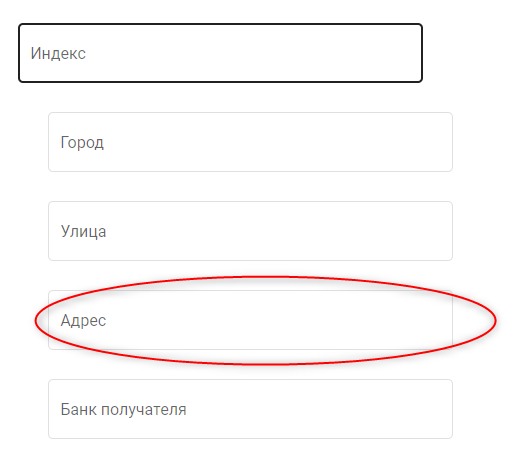 Индекс
Город
Улица
Адрес
Банк получателя